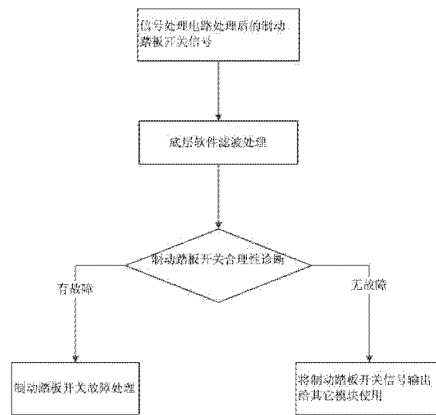 信号处理电路处理后的制动
踏板开关信号
底层软件滤波处理
制动踏板开关合理性诊断
有故障
无故障
制动踏板开关故障处理
将制动踏板开关信号输出
给其它模块使用